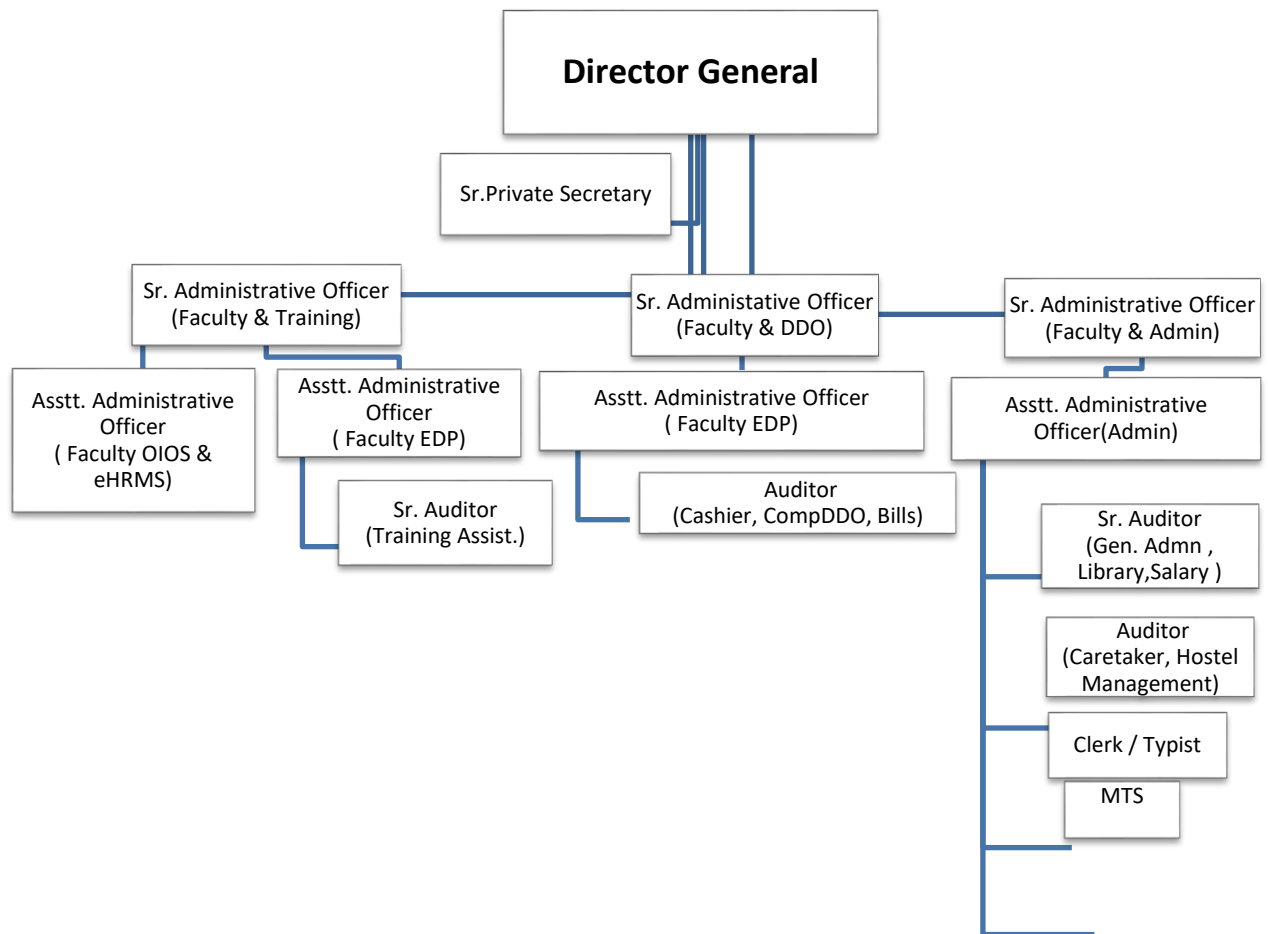 Director General
Sr.Private Secretary
Sr. Administrative Officer
(Faculty & Training)
Sr. Administative Officer
(Faculty & DDO)
Sr. Administrative Officer
(Faculty & Admin)
Asstt. Administrative
Officer
( Faculty OIOS &
eHRMS)
Asstt. Administrative
Officer
( Faculty EDP)
Asstt. Administrative Officer
( Faculty EDP)
Asstt. Administrative
Officer(Admin)
Sr. Auditor
(Training Assist.)
Auditor
(Cashier, CompDDO, Bills)
Sr. Auditor
(Gen. Admn ,
Library,Salary )
Auditor
(Caretaker, Hostel
Management)
Clerk / Typist
MTS